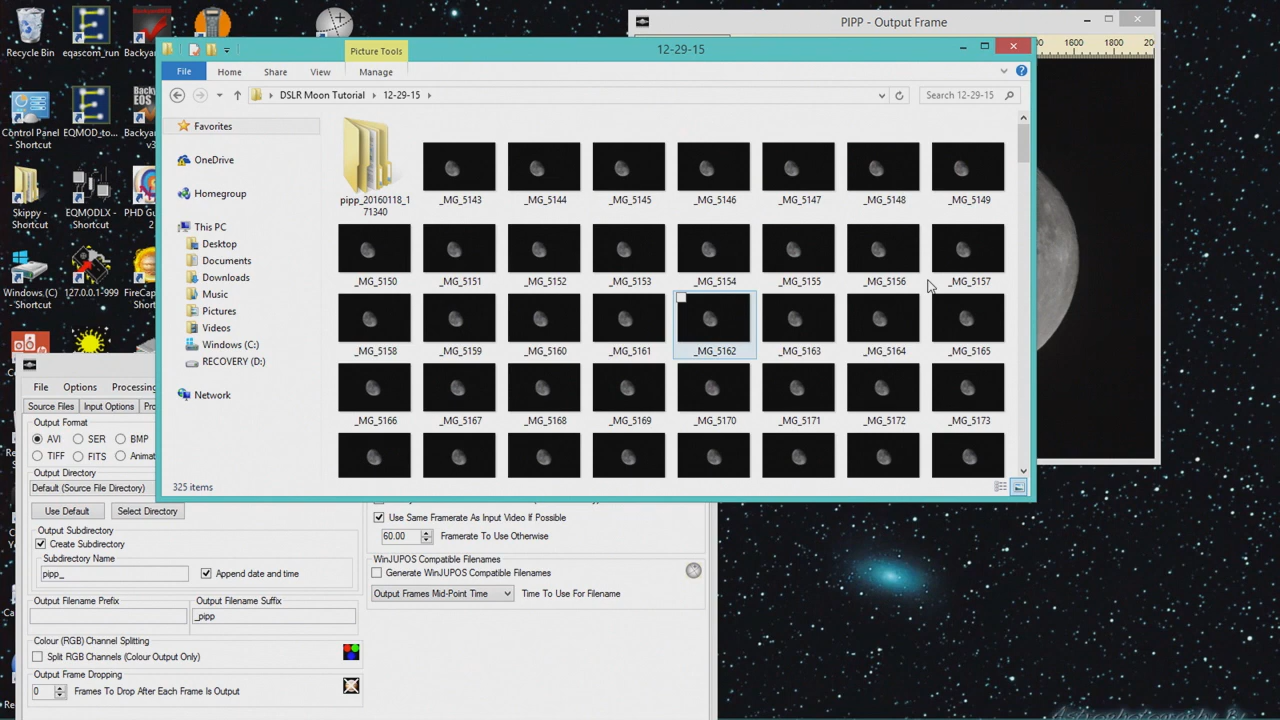 PIPP - Output Frame
1600
1800
Recycle Bin
eqascom_run
Backyar
12-29-15
Picture Tools
File
Home
Share
View
Manage
DSLR Moon Tutorial
12-29-15
Search 12-29-15
Control Panel - Shortcut
EQMOD_to...
Backyar
EOS
v3
Skippy - Shortcut
EQMODLX - Shortcut
PHD Gu
2
Windows (C) - Shortcut
127.0.0.1-999
FireCap
Favorites
OneDrive
Homegroup
This PC
Desktop
Documents
Downloads
Music
Pictures
Videos
Windows (C:)
RECOVERY (D:)
Network
pipp_20160118_1
71340
_MG_5143
_MG_5144
_MG_5145
_MG_5146
_MG_5147
_MG_5148
_MG_5149
_MG_5150
_MG_5151
_MG_5152
_MG_5153
_MG_5154
_MG_5155
_MG_5156
_MG_5157
_MG_5158
_MG_5159
_MG_5160
_MG_5161
_MG_5162
_MG_5163
_MG_5164
_MG_5165
_MG_5166
_MG_5167
_MG_5168
_MG_5169
_MG_5170
_MG_5171
_MG_5172
_MG_5173
325 items
File
Options
Processing
Source Files
Input Options
Output Format
AVI
SER
BMP
TIFF
FITS
Animat
Output Directory
Default (Source File Directory)
Use Default
Select Directory
Output Subdirectory
Create Subdirectory
Subdirectory Name
pipp_
Append date and time
Output Filename Prefix
Output Filename Suffix
_pipp
Colour (RGB) Channel Splitting
Split RGB Channels (Colour Output Only)
Output Frame Dropping
0
Frames To Drop After Each Frame Is Output
Use Same Framerate As Input Video If Possible
60.00
Framerate To Use Otherwise
WinJUPOS Compatible Filenames
Generate WinJUPOS Compatible Filenames
Output Frames Mid-Point Time
Time To Use For Filename